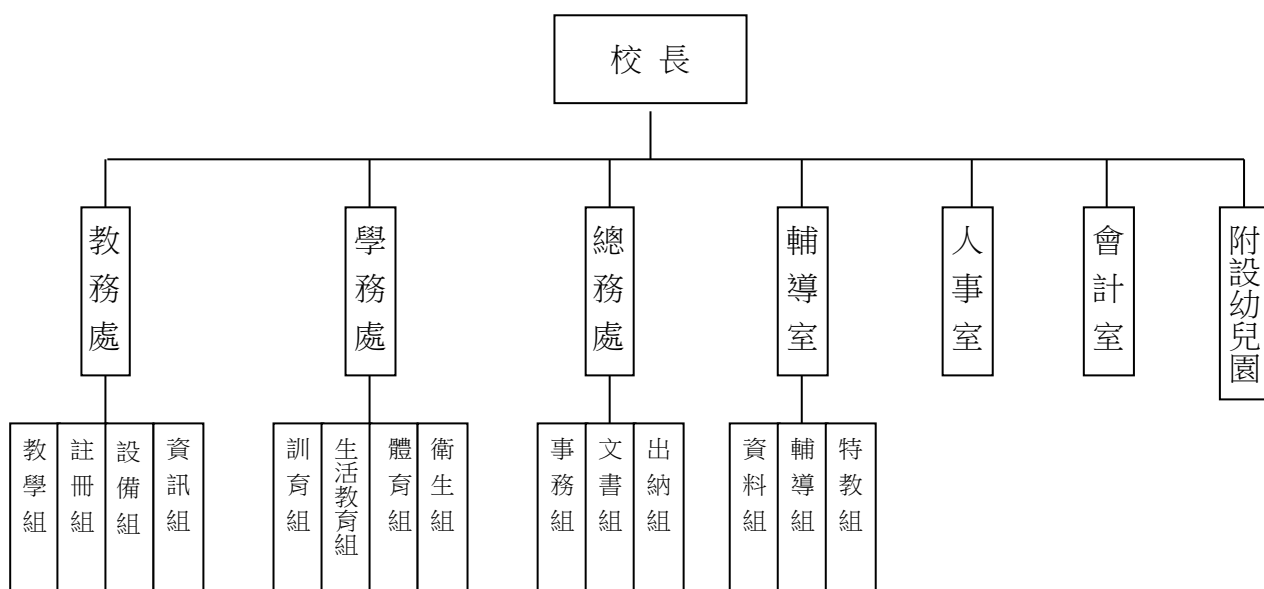 校長
教務處
學務處
總務處
輔導室
人事室
會計室
附設幼兒園
教學組
註冊組
設備組
資訊組
訓育組
生活教育組
體育組
衛生組
事務組
文書組
出納組
資料組
輔導組
特教組